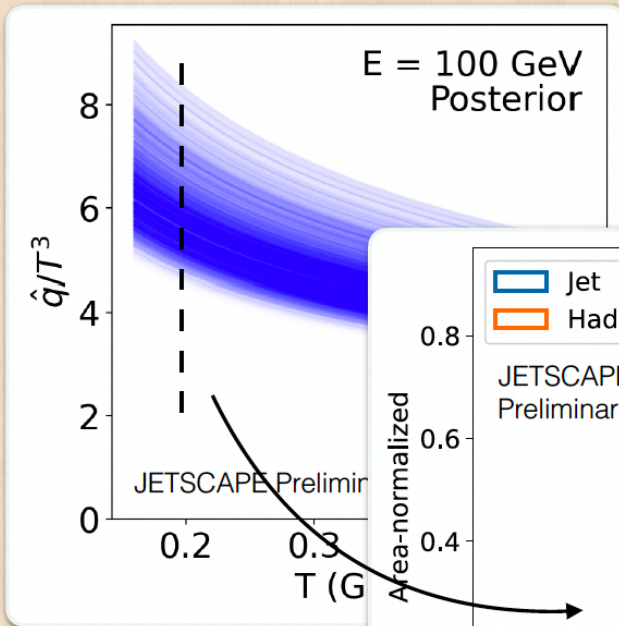 E = 100 GeV
Posterior
8
6
4
2
0
q̂/T³
JETSCAPE Prelimin
0.2
0.3
T (G
Jet
Had
JETSCAPE
Preliminar
0.8
0.6
0.4
Area-normalized